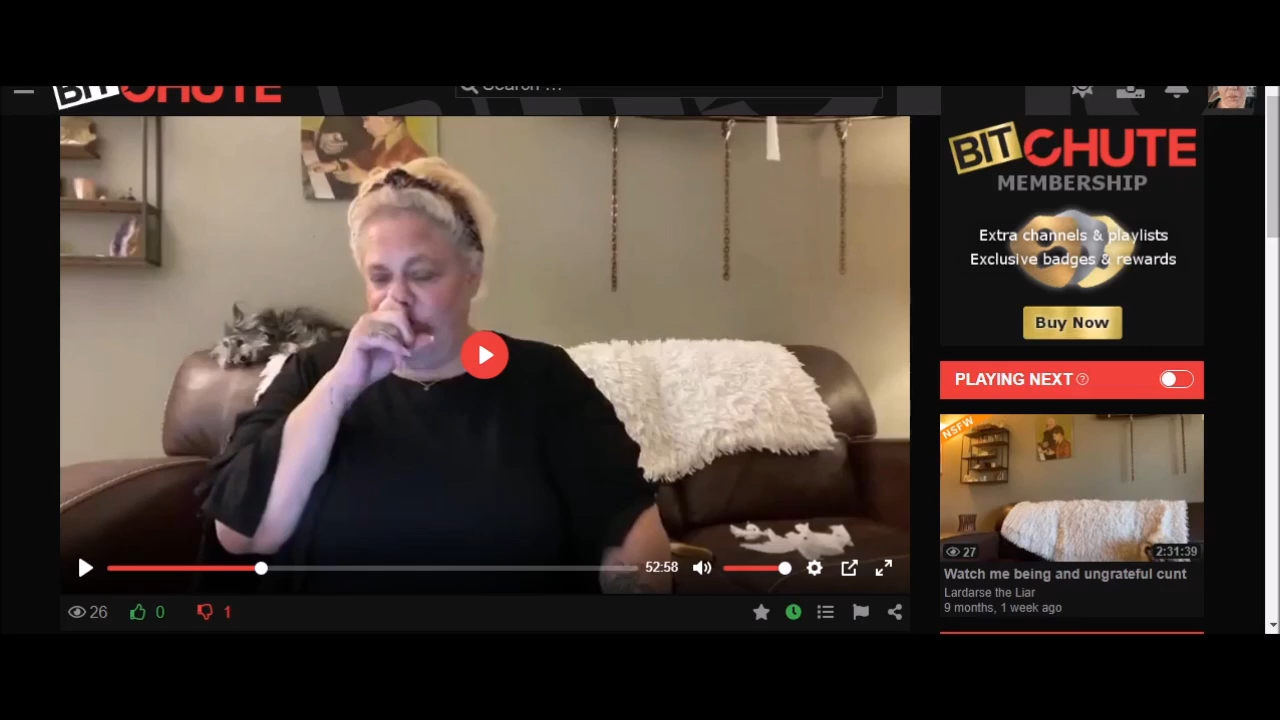 BITCHUTE
Search ...
BITCHUTE
MEMBERSHIP
Extra channels & playlists
Exclusive badges & rewards
Buy Now
PLAYING NEXT
NSFW
27
2:31:39
Watch me being and ungrateful cunt
Lardarse the Liar
9 months, 1 week ago
52:58
26
0
1